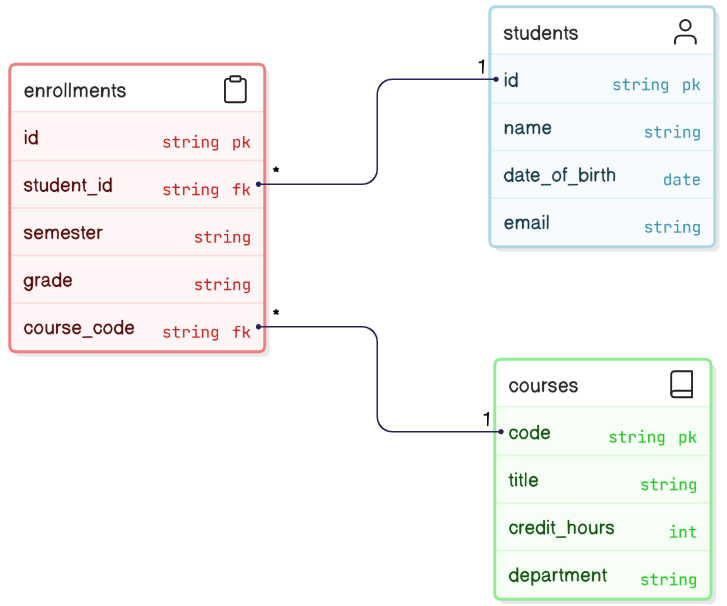 enrollments
id string pk
student_id string fk
semester string
grade string
course_code string fk
*
*
students
1
id string pk
name string
date_of_birth date
email string
courses
1
code string pk
title string
credit_hours int
department string